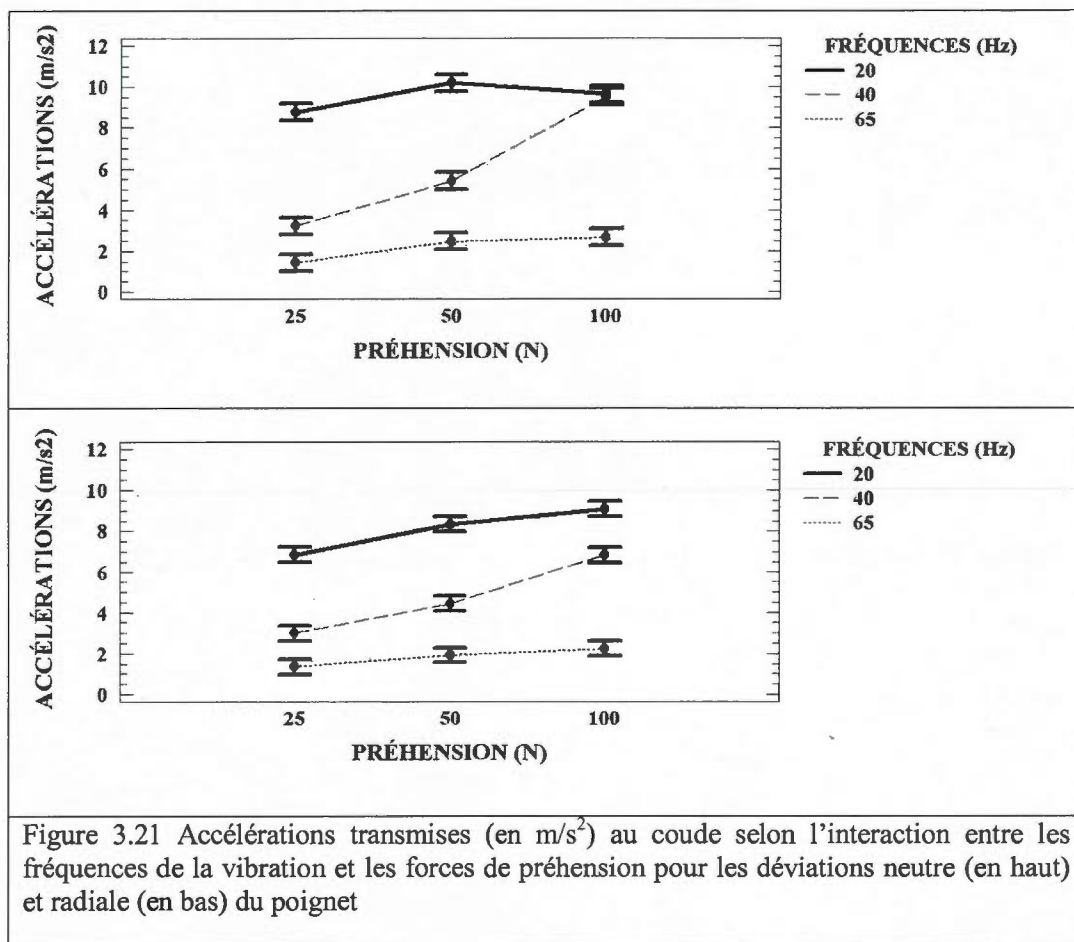 ACCÉLÉRATIONS (m/s2)
12
10
8
6
4
2
0
25 50 100
PRÉHENSION (N)
FRÉQUENCES (Hz)
20
40
65
ACCÉLÉRATIONS (m/s2)
12
10
8
6
4
2
0
25 50 100
PRÉHENSION (N)
FRÉQUENCES (Hz)
20
40
65
Figure 3.21 Accélérations transmises (en m/s²) au coude selon l'interaction entre les
fréquences de la vibration et les forces de préhension pour les déviations neutre (en haut)
et radiale (en bas) du poignet